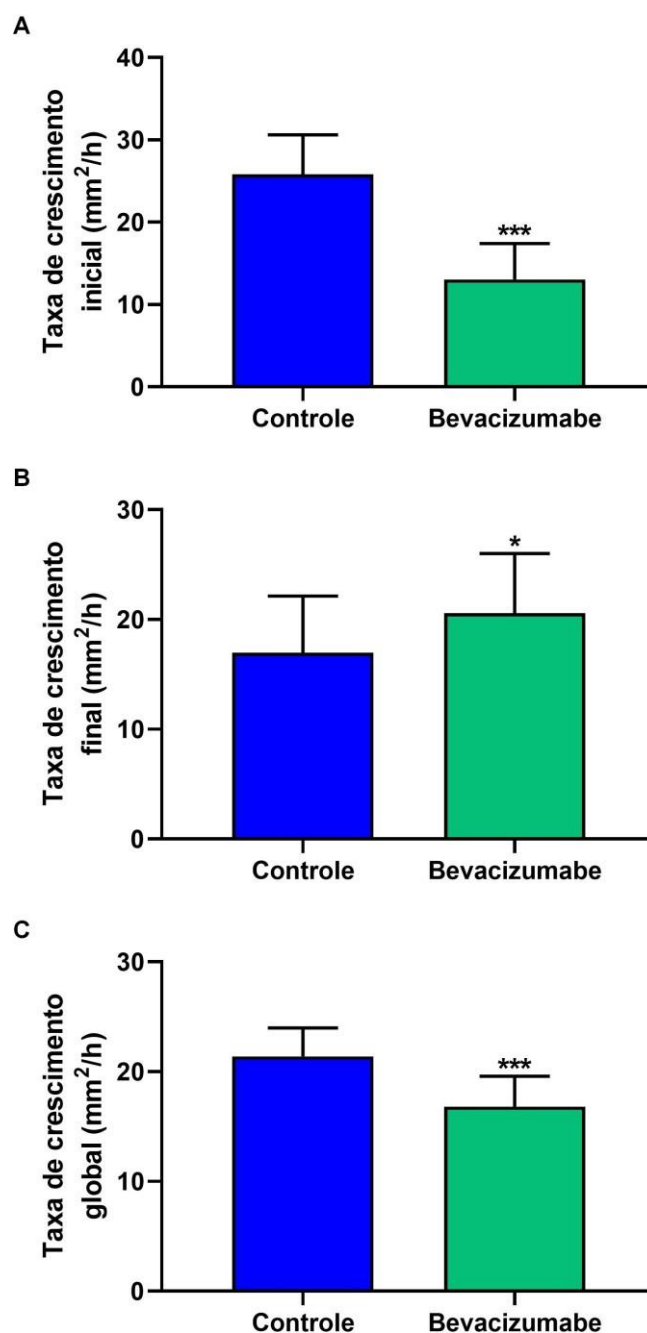 A
Taxa de crescimento
inicial (mm²/h)
40
30
20
10
0
***
Controle
Bevacizumabe
B
Taxa de crescimento
final (mm²/h)
30
20
10
0
*
Controle
Bevacizumabe
C
Taxa de crescimento
global (mm²/h)
30
20
10
0
***
Controle
Bevacizumabe